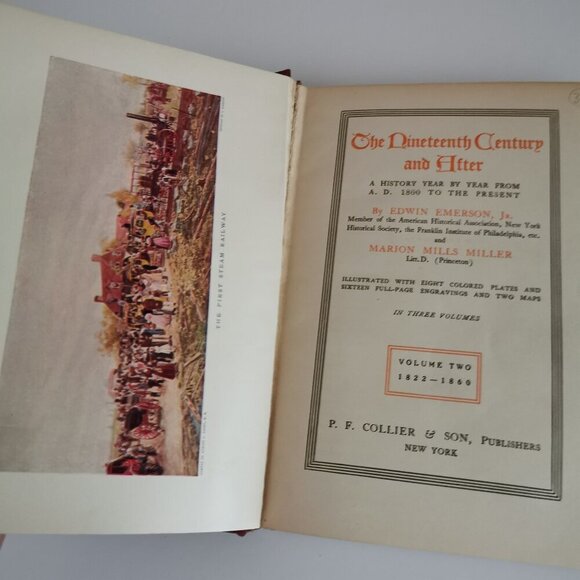 THE FIRST STEAM RAILWAY
The Nineteenth Century
and After
A HISTORY YEAR BY YEAR FROM
A. D. 1800 TO THE PRESENT
By EDWIN EMERSON, Jr.
Member of the American Historical Association, New York
Historical Society, the Franklin Institute of Philadelphia, etc.
and
MARION MILLS MILLER
Litt.D. (Princeton)
ILLUSTRATED WITH EIGHT COLORED PLATES AND
SIXTEEN FULL-PAGE ENGRAVINGS AND TWO MAPS
IN THREE VOLUMES
VOLUME TWO
1822—1860
P. F. COLLIER & SON, PUBLISHERS
NEW YORK